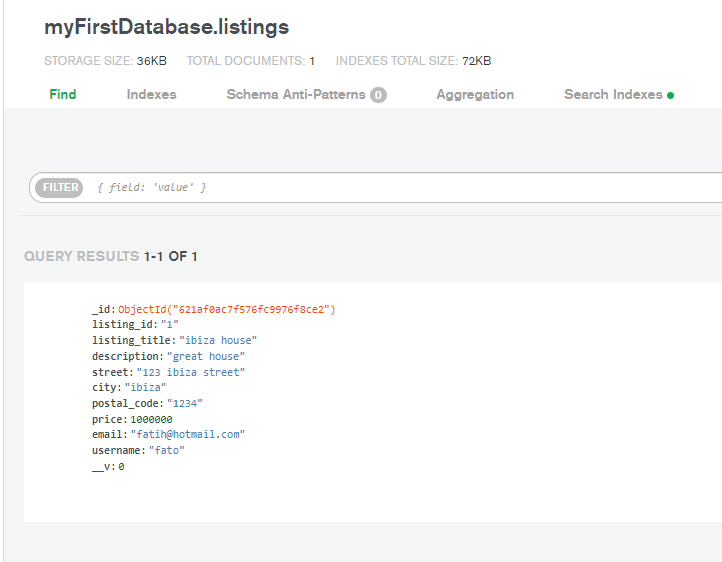 myFirstDatabase.listings
STORAGE SIZE: 36KB TOTAL DOCUMENTS: 1 INDEXES TOTAL SIZE: 72KB
Find Indexes Schema Anti-Patterns 0 Aggregation Search Indexes
FILTER { field: 'value' }
QUERY RESULTS 1-1 OF 1
_id: ObjectId("621af0ac7f576fc9976f8ce2")
listing_id: "1"
listing_title: "ibiza house"
description: "great house"
street: "123 ibiza street"
city: "ibiza"
postal_code: "1234"
price: 1000000
email: "fatih@hotmail.com"
username: "fato"
__v: 0